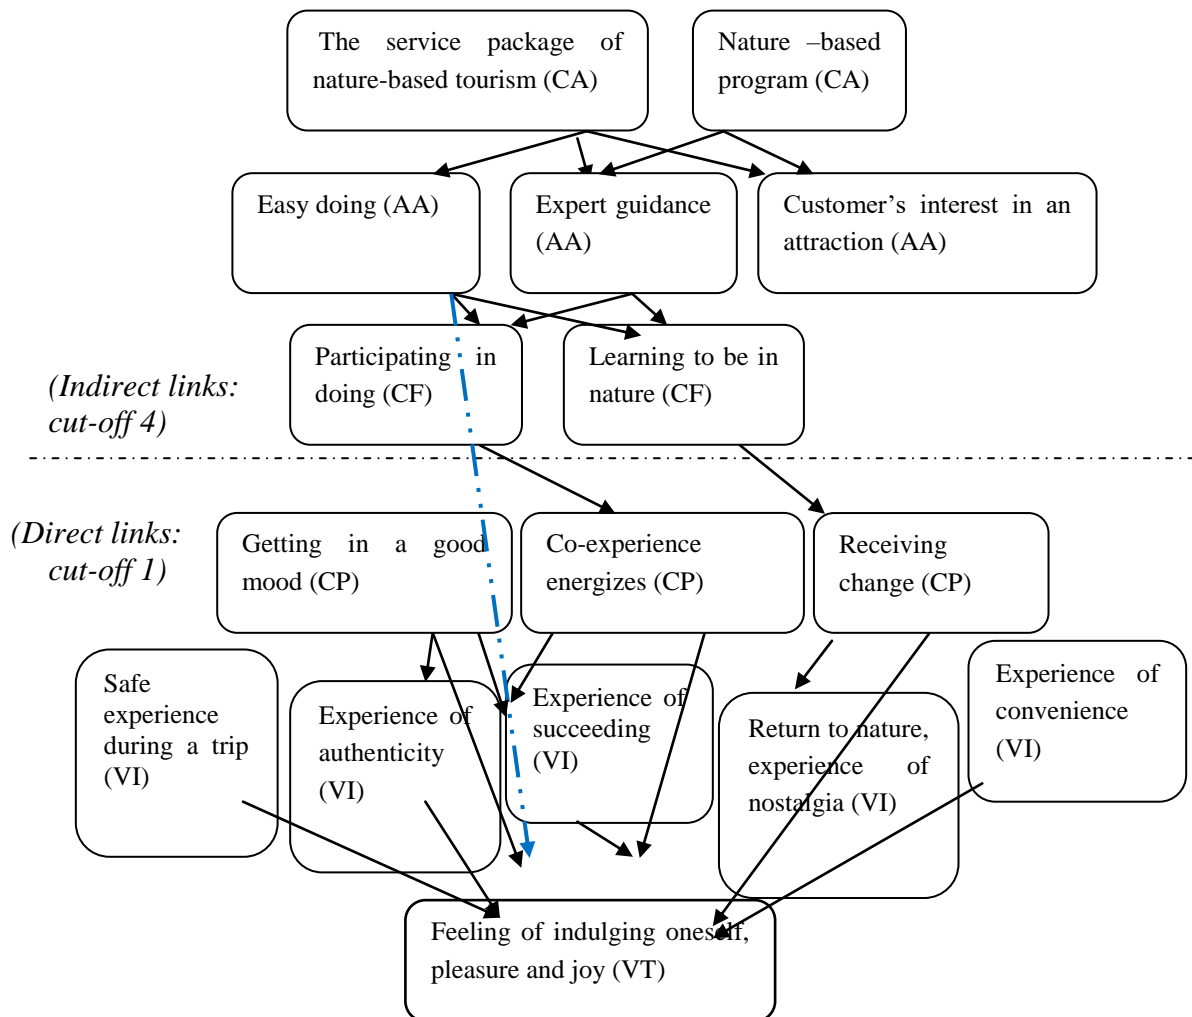 The service package of
nature-based tourism (CA)
Nature –based
program (CA)
Easy doing (AA)
Expert guidance
(AA)
Customer’s interest in an
attraction (AA)
Participating in
doing (CF)
Learning to be in
nature (CF)
(Indirect links:
cut-off 4)
(Direct links:
cut-off 1)
Getting in a good
mood (CP)
Co-experience
energizes (CP)
Receiving
change (CP)
Safe
experience
during a trip
(VI)
Experience of
authenticity
(VI)
Experience of
succeeding
(VI)
Return to nature,
experience of
nostalgia (VI)
Experience of
convenience
(VI)
Feeling of indulging oneself,
pleasure and joy (VT)